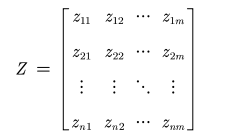 Z = [ z11 z12 ⋯ z1m
z21 z22 ⋯ z2m
⋮ ⋮ ⋱ ⋮
zn1 zn2 ⋯ znm ]